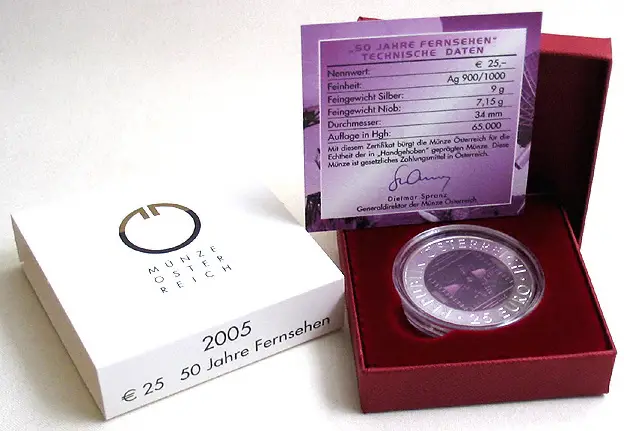 „50 JAHRE FERNSEHEN"
TECHNISCHE DATEN
Nennwert: € 25,–
Feinheit: Ag 900/1000
Feingewicht Silber: 9 g
Feingewicht Niob: 7,15 g
Durchmesser: 34 mm
Auflage in Hgh: 65.000
Mit diesem Zertifikat bürgt die Münze Österreich für die
Echtheit der in „Handgehoben" geprägten Münze. Diese
Münze ist gesetzliches Zahlungsmittel in Österreich.
Dietmar Spranz
Generaldirektor der Münze Österreich
MÜNZE
ÖSTER
REICH
2005
€ 25 50 Jahre Fernsehen
REPUBLIK ÖSTERREICH
25 EURO